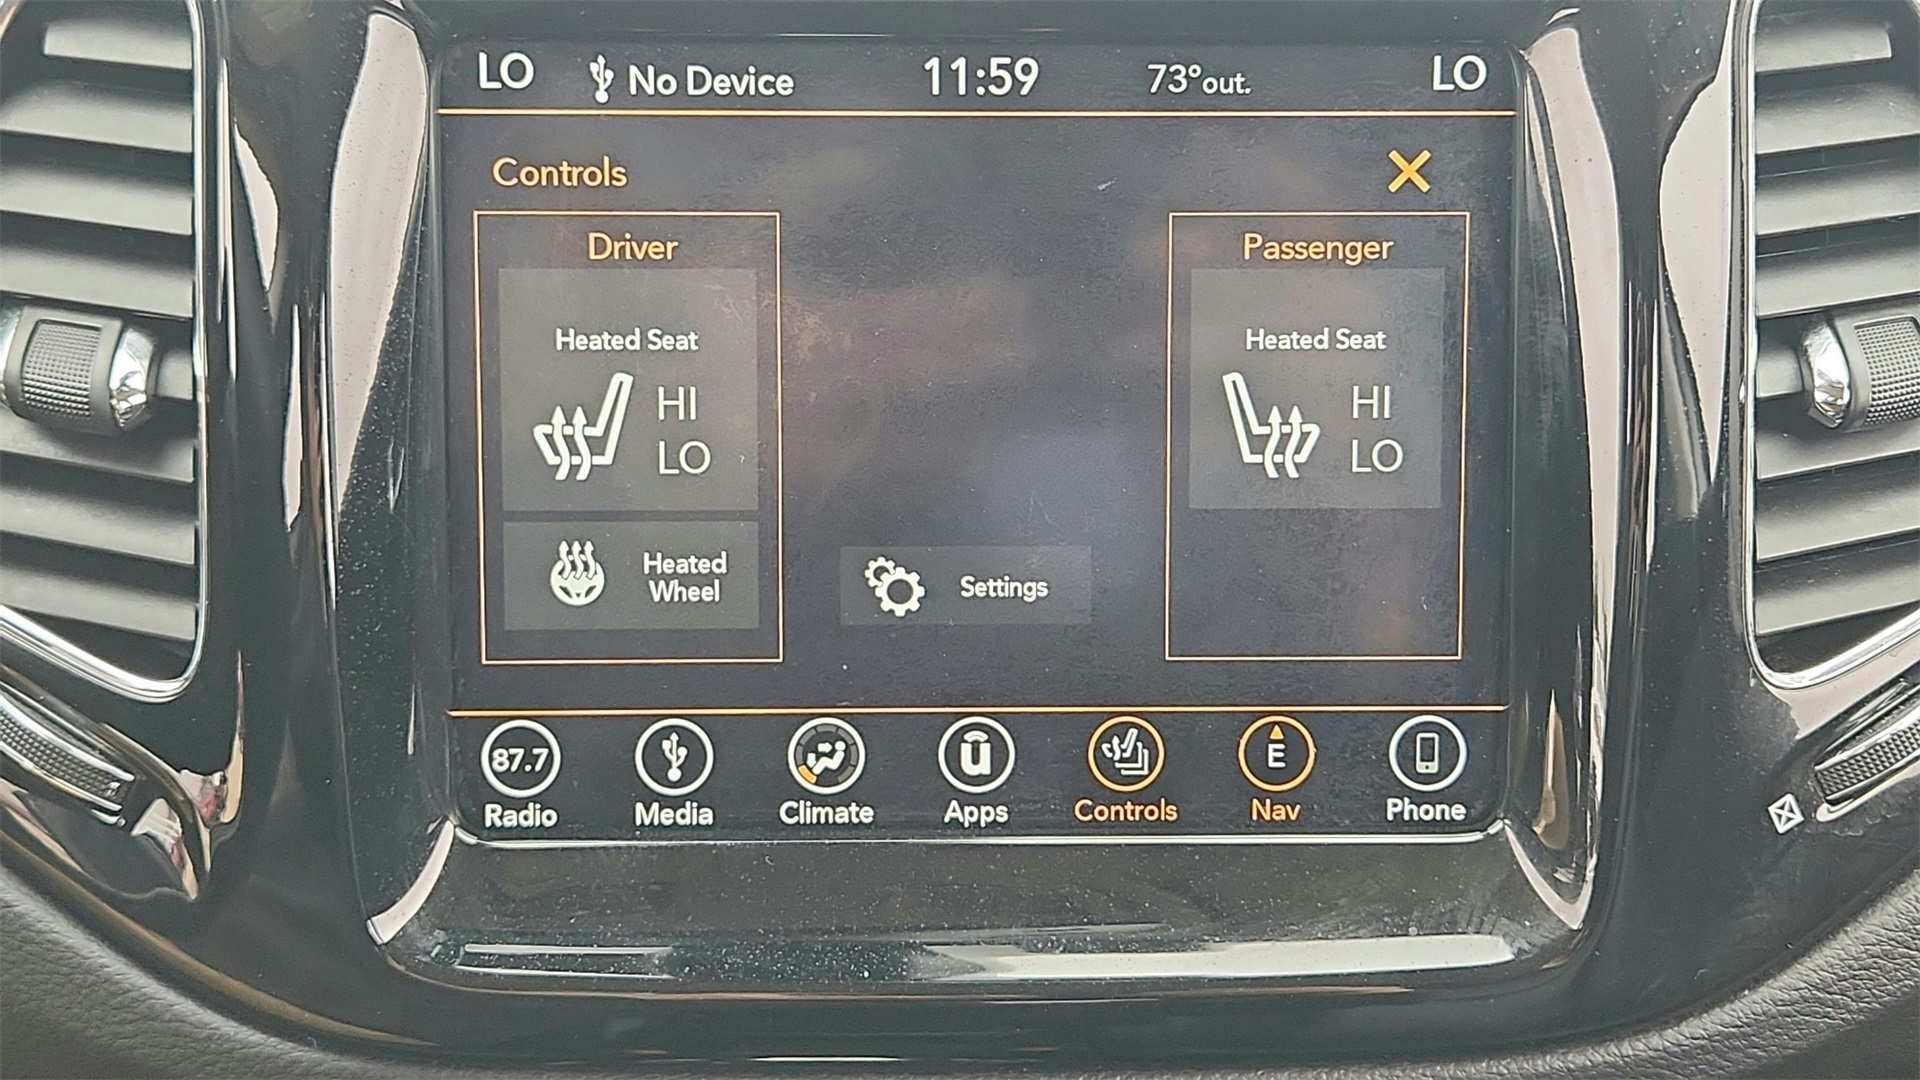 LO No Device 11:59 73° out. LO
Controls
Driver
Heated Seat
HI
LO
Heated
Wheel
Settings
Passenger
Heated Seat
HI
LO
87.7 u E
Radio Media Climate Apps Controls Nav Phone